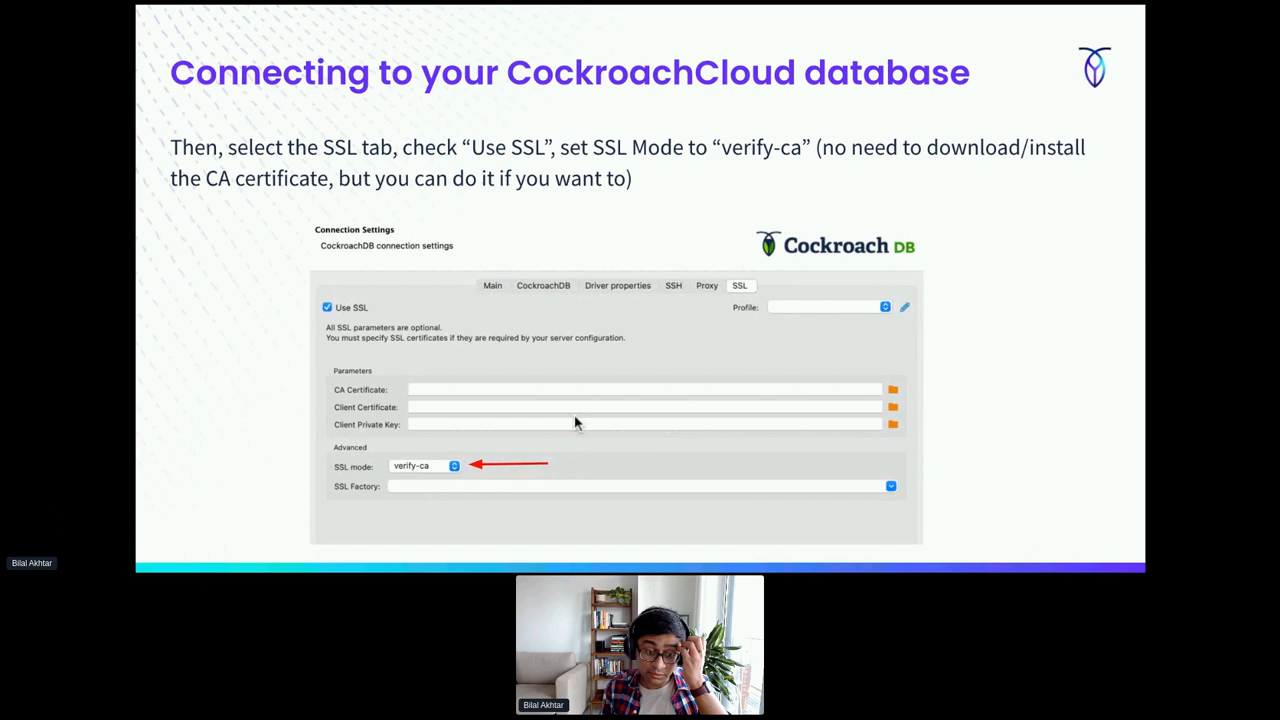 Connecting to your CockroachCloud database
Then, select the SSL tab, check “Use SSL”, set SSL Mode to “verify-ca” (no need to download/install
the CA certificate, but you can do it if you want to)
Connection Settings
CockroachDB connection settings
Cockroach DB
Main CockroachDB Driver properties SSH Proxy SSL
Use SSL
Profile:
All SSL parameters are optional.
You must specify SSL certificates if they are required by your server configuration.
Parameters
CA Certificate:
Client Certificate:
Client Private Key:
Advanced
SSL mode: verify-ca
SSL Factory:
Bilal Akhtar
Bilal Akhtar